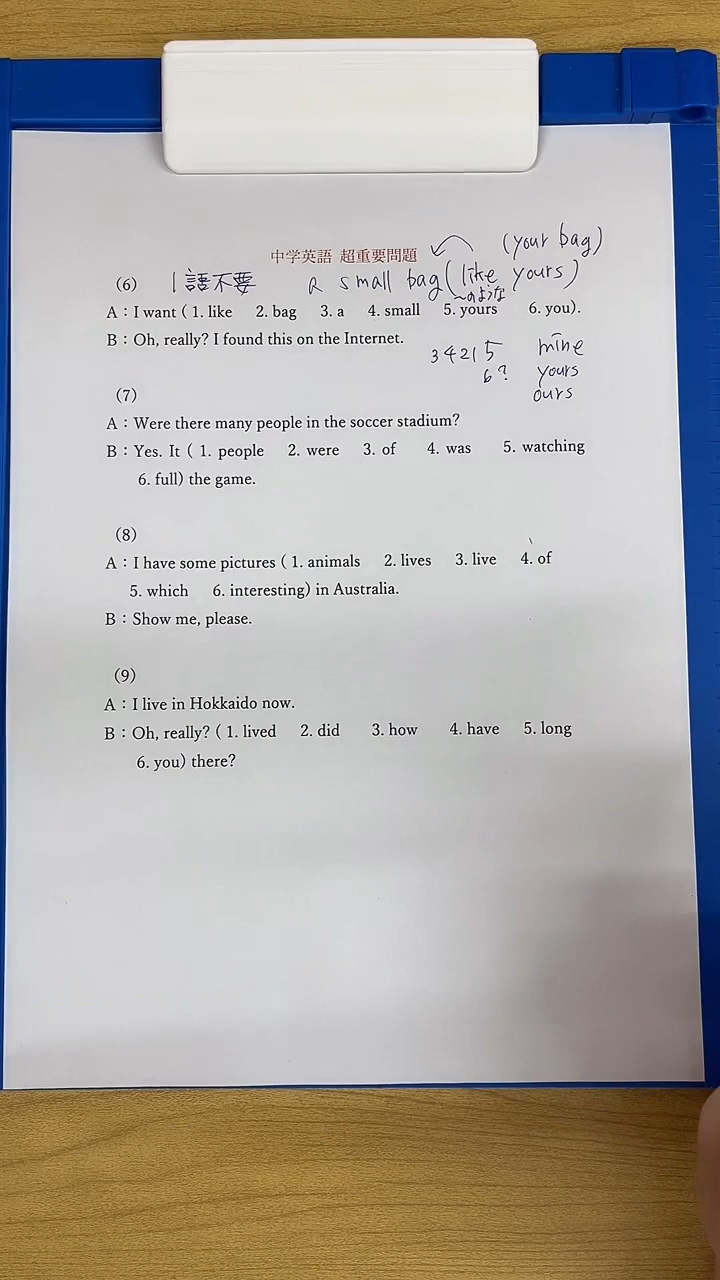 (your bag)
中学英語 超重要問題
(6) 1語不要 a small bag (like yours)
～のような
A：I want ( 1. like 2. bag 3. a 4. small 5. yours 6. you).
B：Oh, really? I found this on the Internet.
3 4 2 1 5 mine
6? yours
ours
(7)
A：Were there many people in the soccer stadium?
B：Yes. It ( 1. people 2. were 3. of 4. was 5. watching
6. full) the game.
(8)
A：I have some pictures ( 1. animals 2. lives 3. live 4. of
5. which 6. interesting) in Australia.
B：Show me, please.
(9)
A：I live in Hokkaido now.
B：Oh, really? ( 1. lived 2. did 3. how 4. have 5. long
6. you) there?